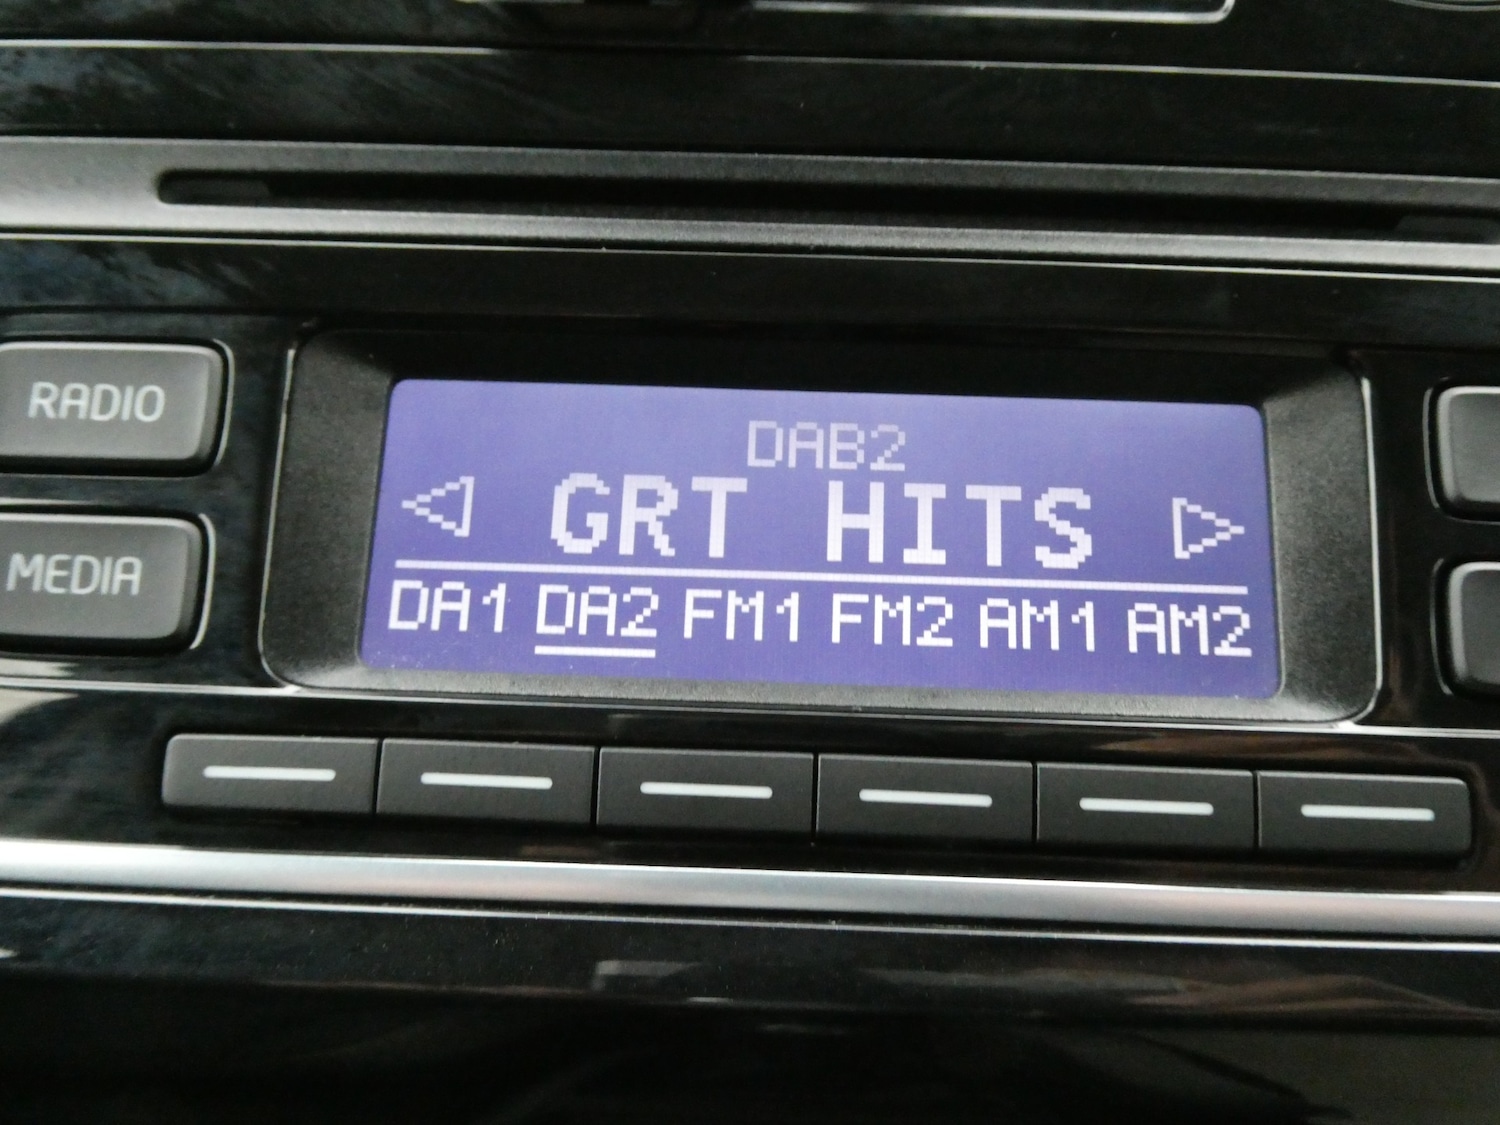 RADIO
MEDIA
DAB2
GRT HITS
DA1 DA2 FM1 FM2 AM1 AM2